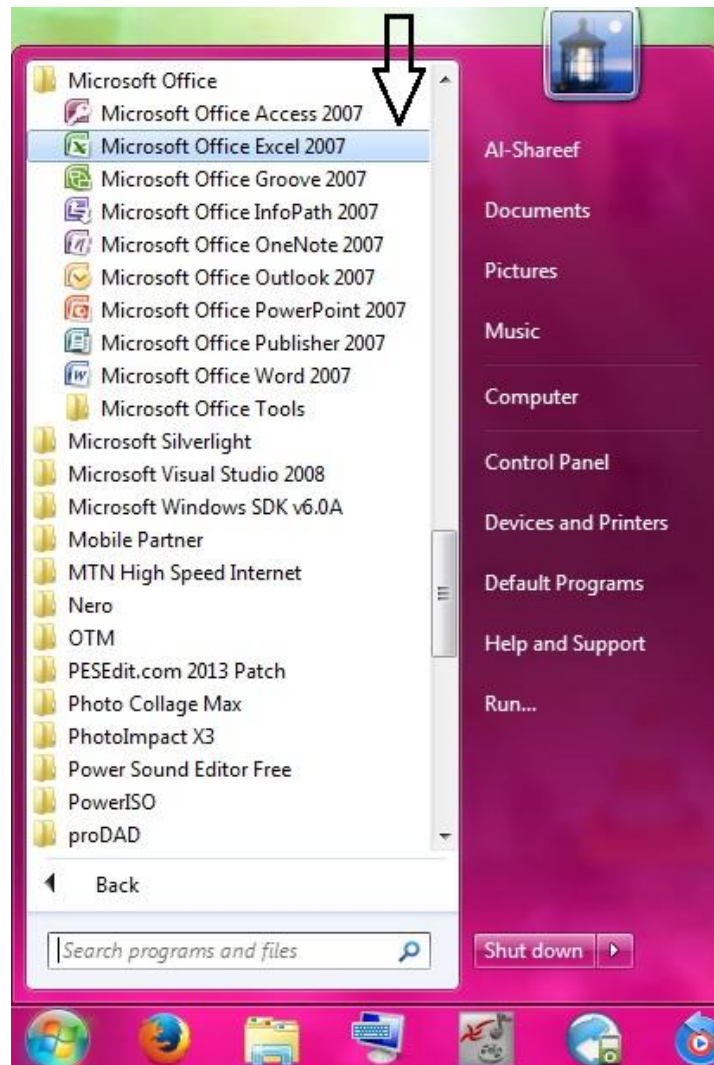 Microsoft Office
Microsoft Office Access 2007
Microsoft Office Excel 2007
Microsoft Office Groove 2007
Microsoft Office InfoPath 2007
Microsoft Office OneNote 2007
Microsoft Office Outlook 2007
Microsoft Office PowerPoint 2007
Microsoft Office Publisher 2007
Microsoft Office Word 2007
Microsoft Office Tools
Microsoft Silverlight
Microsoft Visual Studio 2008
Microsoft Windows SDK v6.0A
Mobile Partner
MTN High Speed Internet
Nero
OTM
PESEdit.com 2013 Patch
Photo Collage Max
PhotoImpact X3
Power Sound Editor Free
PowerISO
proDAD
Back
Search programs and files
Al-Shareef
Documents
Pictures
Music
Computer
Control Panel
Devices and Printers
Default Programs
Help and Support
Run...
Shut down